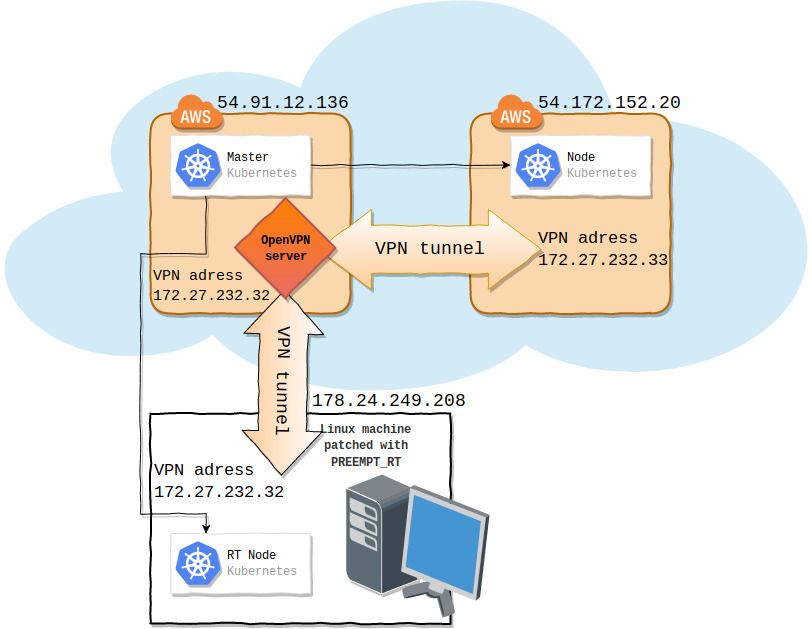 54.91.12.136
54.172.152.20
AWS
AWS
Master
Kubernetes
Node
Kubernetes
OpenVPN
server
VPN tunnel
VPN adress
172.27.232.33
VPN adress
172.27.232.32
VPN tunnel
178.24.249.208
Linux machine
patched with
PREEMPT_RT
VPN adress
172.27.232.32
RT Node
Kubernetes